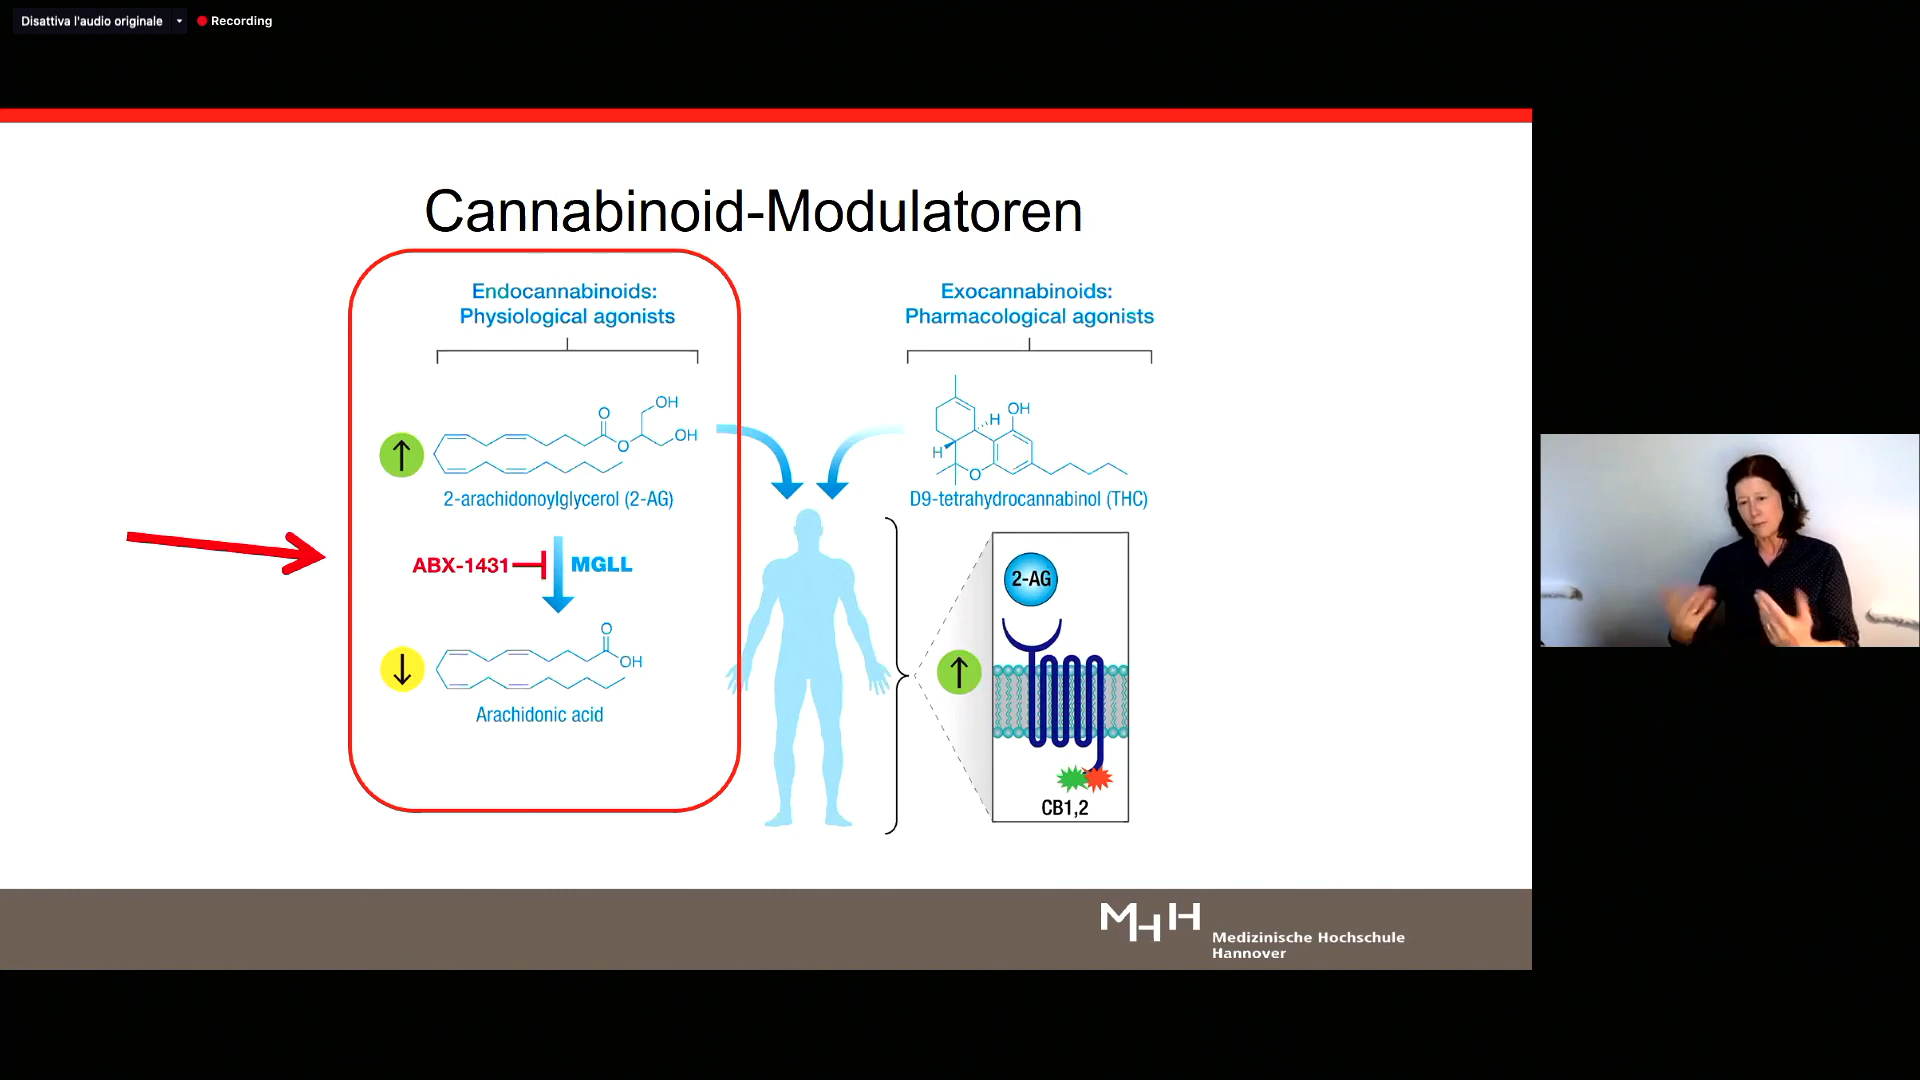 Disattiva l'audio originale
Recording
Cannabinoid-Modulatoren
Endocannabinoids:
Physiological agonists
Exocannabinoids:
Pharmacological agonists
O
OH
OH
O
2-arachidonoylglycerol (2-AG)
OH
H
H
O
D9-tetrahydrocannabinol (THC)
ABX-1431
MGLL
O
OH
Arachidonic acid
2-AG
CB1,2
MHH
Medizinische Hochschule
Hannover